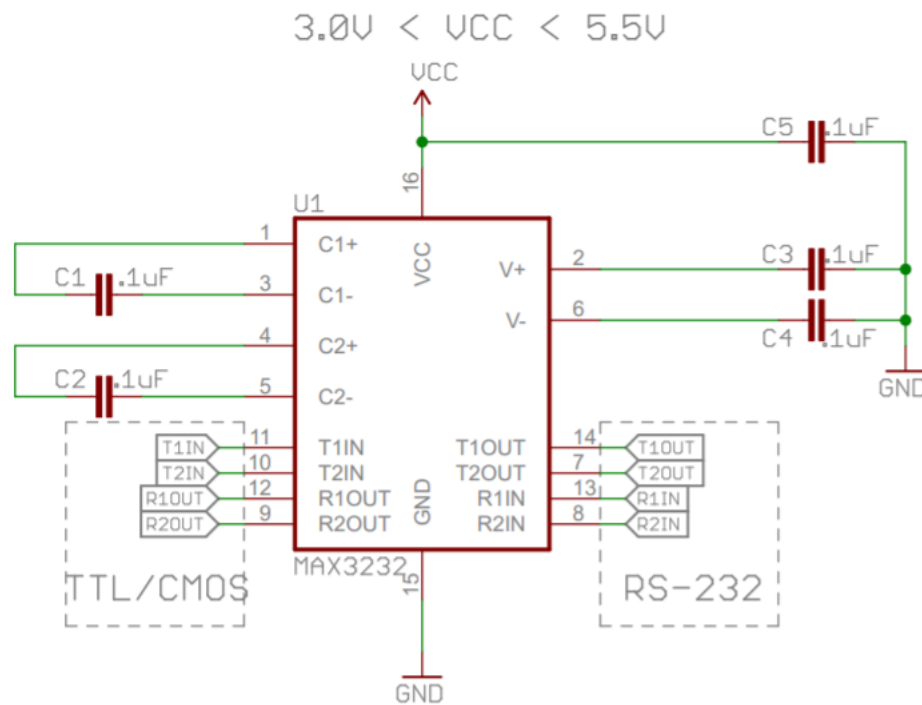 3.0V < VCC < 5.5V
VCC
C5 .1uF
16
U1
1 C1+ VCC
C3 .1uF
V+ 2
C1 .1uF
3 C1-
V- 6
C4 .1uF
4 C2+
C2 .1uF
5 C2-
GND
T1IN 11 T1IN T1OUT 14 T1OUT
T2IN 10 T2IN T2OUT 7 T2OUT
R1OUT 12 R1OUT GND R1IN 13 R1IN
R2OUT 9 R2OUT R2IN 8 R2IN
MAX3232
15
TTL/CMOS
RS-232
GND